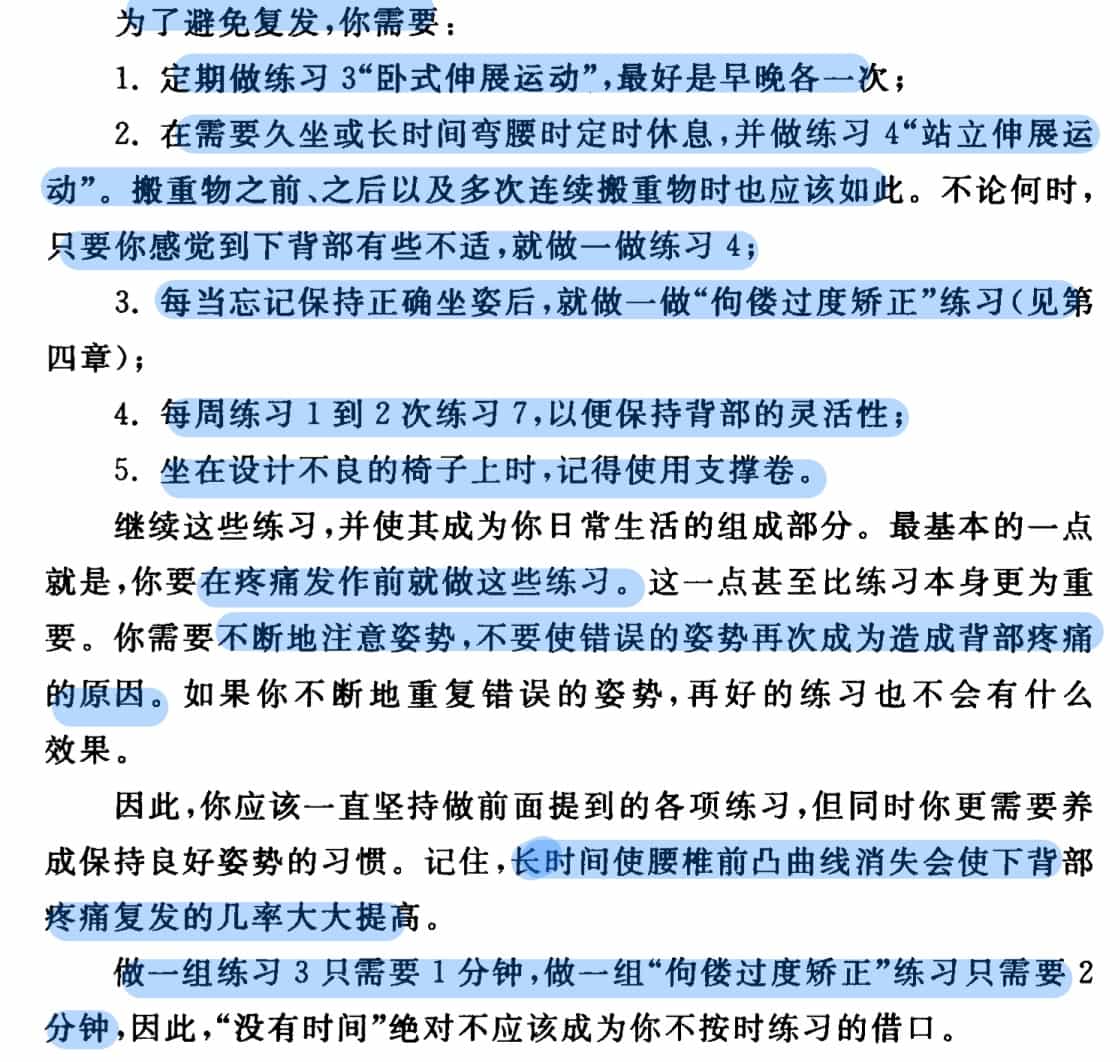 为了避免复发,你需要:
1. 定期做练习 3“卧式伸展运动”,最好是早晚各一次;
2. 在需要久坐或长时间弯腰时定时休息,并做练习 4“站立伸展运
动”。搬重物之前、之后以及多次连续搬重物时也应该如此。不论何时,
只要你感觉到下背部有些不适,就做一做练习 4;
3. 每当忘记保持正确坐姿后,就做一做“佝偻过度矫正”练习(见第
四章);
4. 每周练习 1 到 2 次练习 7,以便保持背部的灵活性;
5. 坐在设计不良的椅子上时,记得使用支撑卷。
继续这些练习,并使其成为你日常生活的组成部分。最基本的一点
就是,你要在疼痛发作前就做这些练习。这一点甚至比练习本身更为重
要。你需要不断地注意姿势,不要使错误的姿势再次成为造成背部疼痛
的原因。如果你不断地重复错误的姿势,再好的练习也不会有什么
效果。
因此,你应该一直坚持做前面提到的各项练习,但同时你更需要养
成保持良好姿势的习惯。记住,长时间使腰椎前凸曲线消失会使下背部
疼痛复发的几率大大提高。
做一组练习 3 只需要 1 分钟,做一组“佝偻过度矫正”练习只需要 2
分钟,因此,“没有时间”绝对不应该成为你不按时练习的借口。